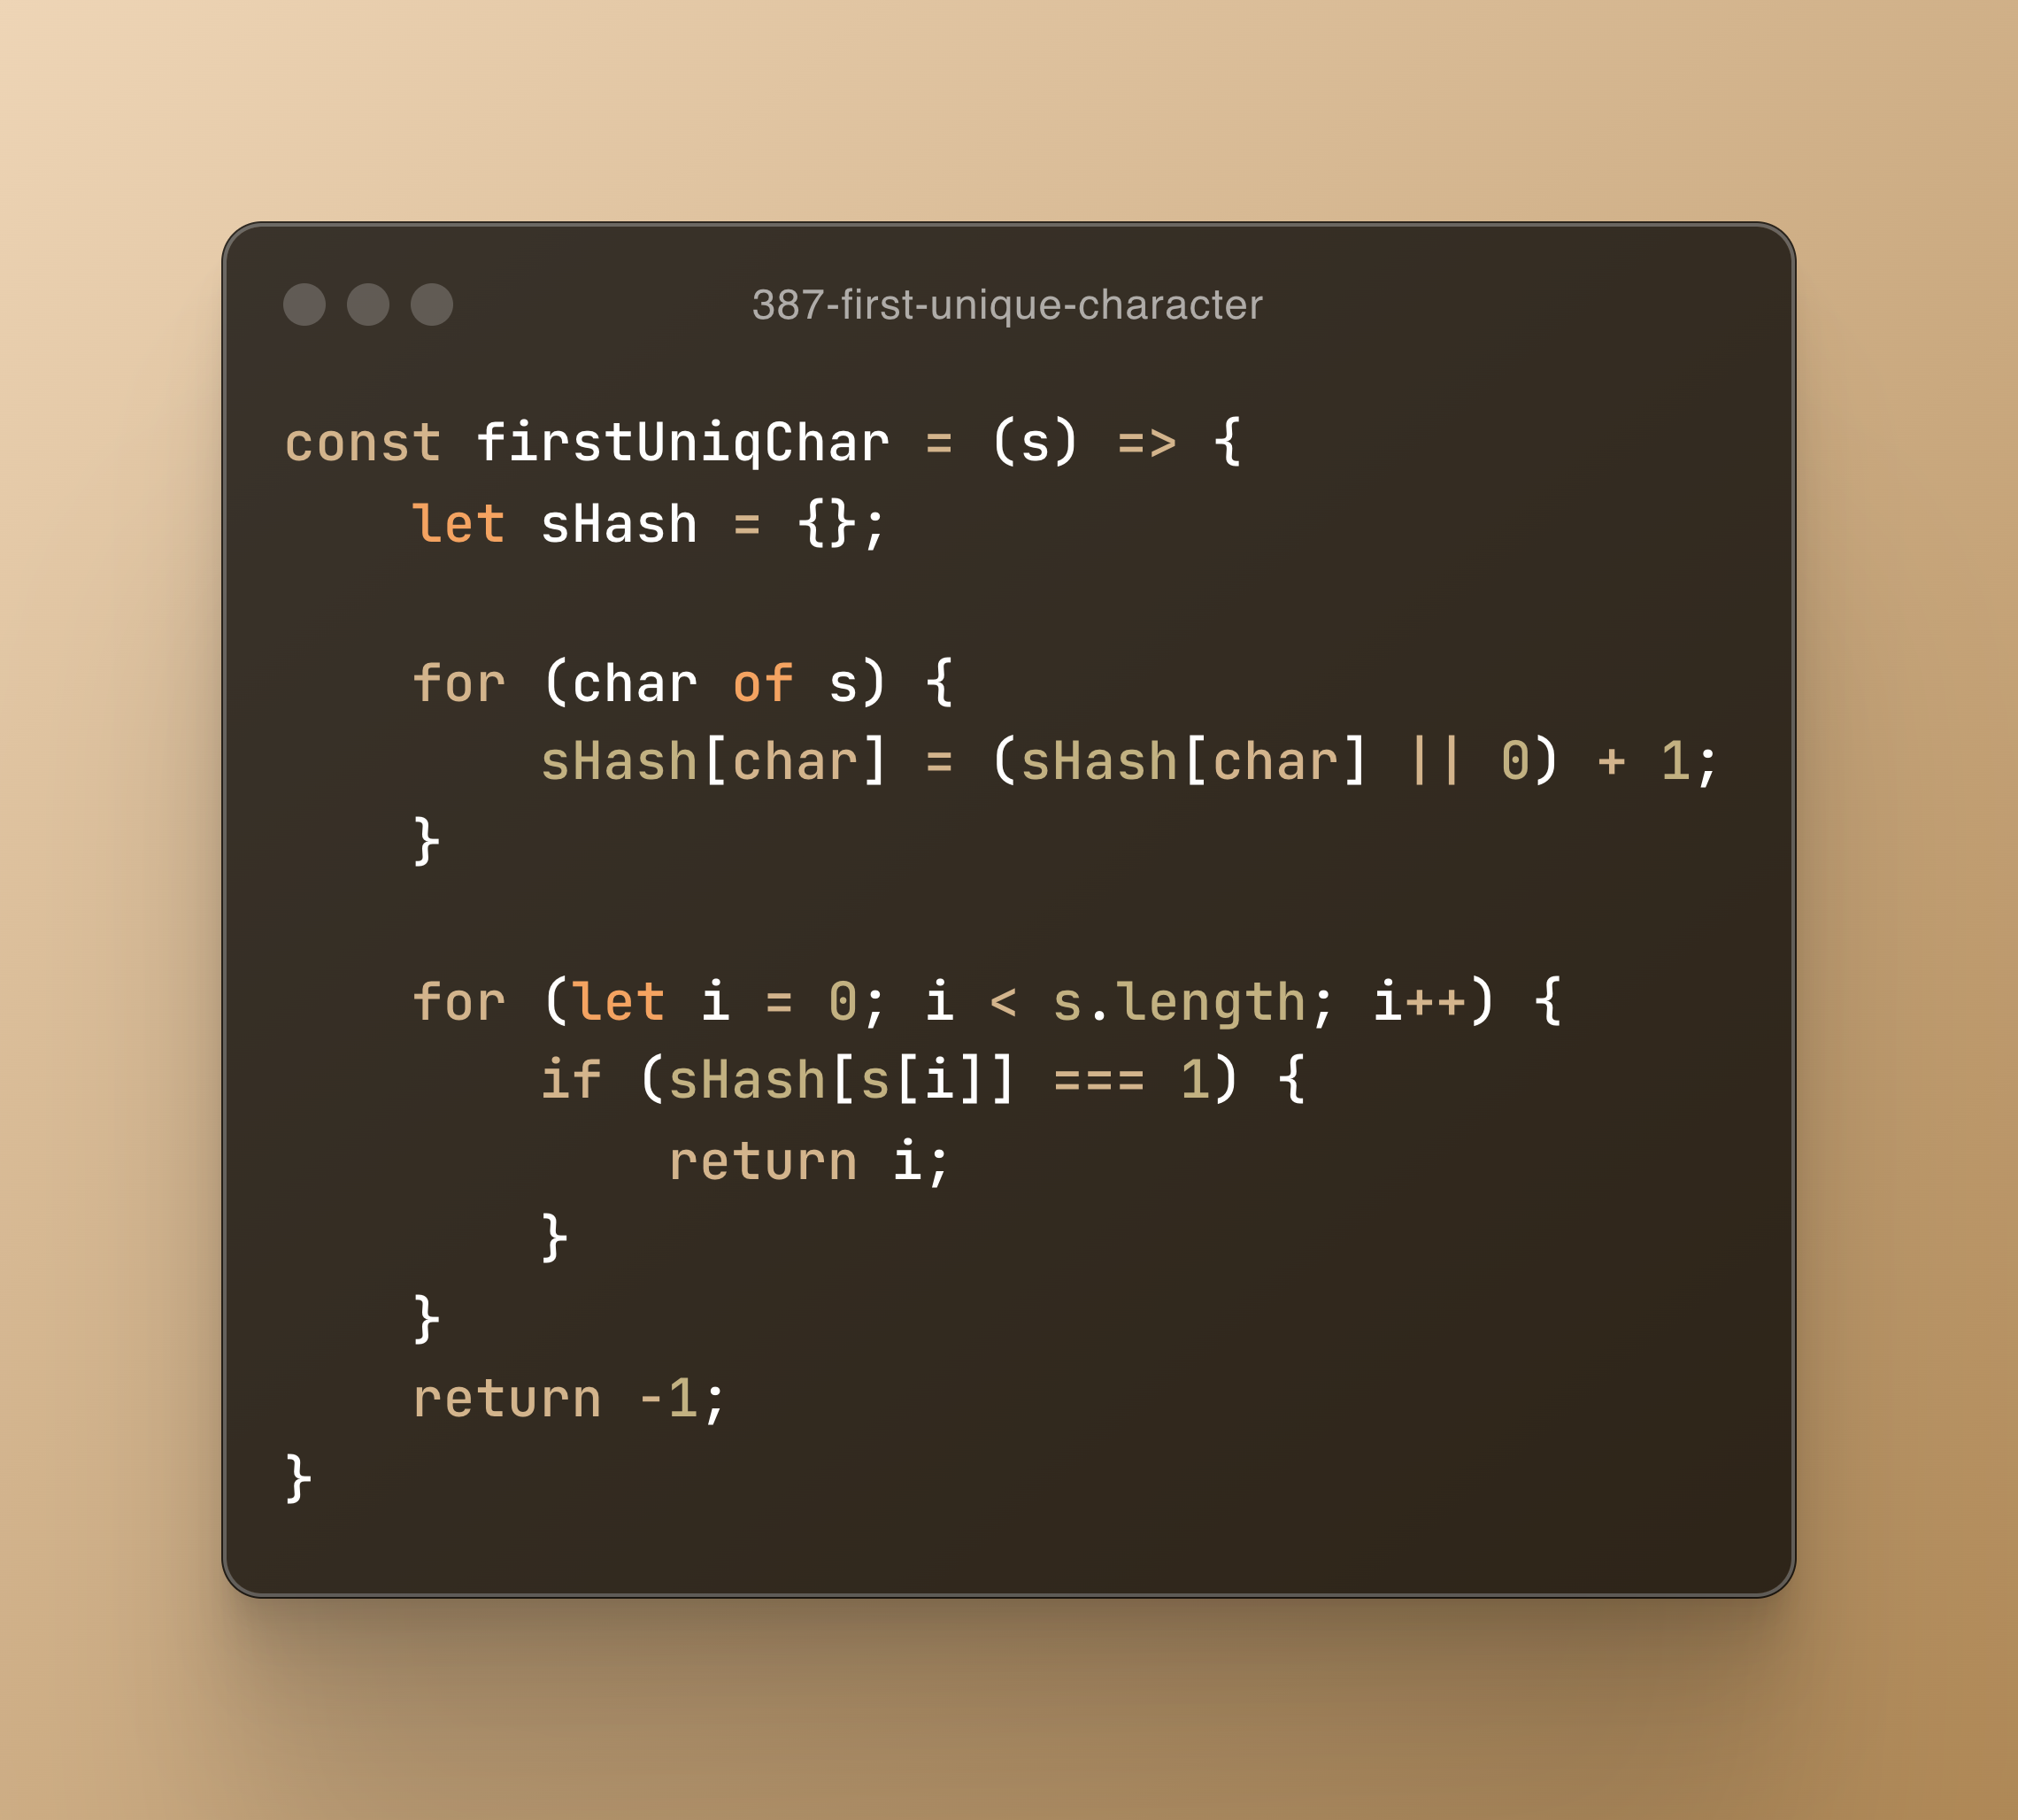 387-first-unique-character
const firstUniqChar = (s) => {
    let sHash = {};

    for (char of s) {
        sHash[char] = (sHash[char] || 0) + 1;
    }

    for (let i = 0; i < s.length; i++) {
        if (sHash[s[i]] === 1) {
            return i;
        }
    }
    return -1;
}